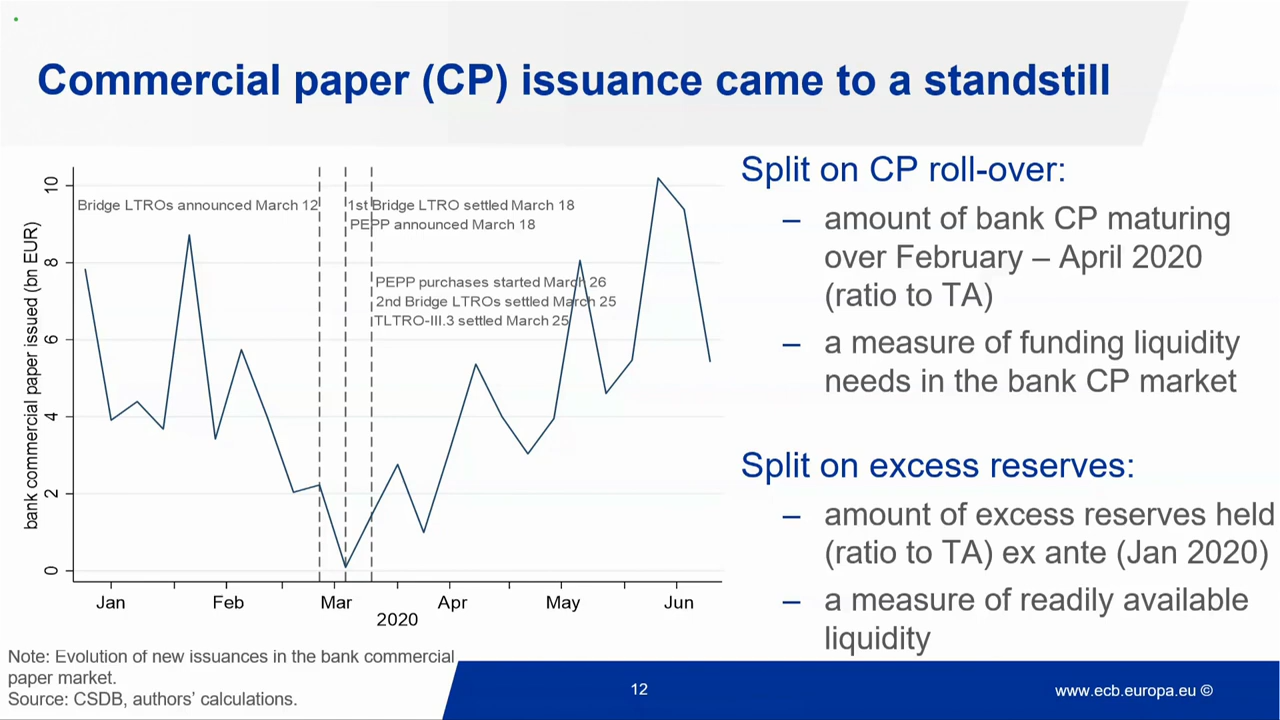 Commercial paper (CP) issuance came to a standstill
bank commercial paper issued (bn EUR)
10
8
6
4
2
0
Bridge LTROs announced March 12
1st Bridge LTRO settled March 18
PEPP announced March 18
PEPP purchases started March 26
2nd Bridge LTROs settled March 25
TLTRO-III.3 settled March 25
Jan
Feb
Mar
Apr
May
Jun
2020
Note: Evolution of new issuances in the bank commercial
paper market.
Source: CSDB, authors’ calculations.
Split on CP roll-over:
– amount of bank CP maturing
over February – April 2020
(ratio to TA)
– a measure of funding liquidity
needs in the bank CP market
Split on excess reserves:
– amount of excess reserves held
(ratio to TA) ex ante (Jan 2020)
– a measure of readily available
liquidity
12
www.ecb.europa.eu ©